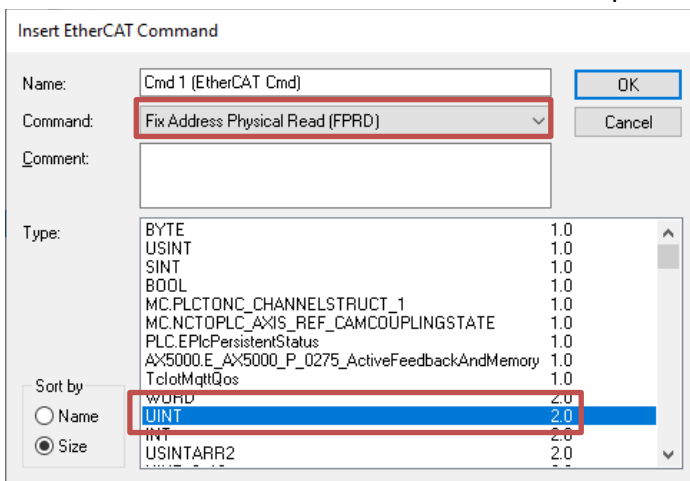 Insert EtherCAT Command
Name: Cmd 1 (EtherCAT Cmd) OK
Command: Fix Address Physical Read (FPRD) Cancel
Comment:
Type: BYTE 1.0
USINT 1.0
SINT 1.0
BOOL 1.0
MC.PLCTONC_CHANNELSTRUCT_1 1.0
MC.NCTOPLC_AXIS_REF_CAMCOUPLINGSTATE 1.0
PLC.EPlcPersistentStatus 1.0
AX5000.E_AX5000_P_0275_ActiveFeedbackAndMemory 1.0
TcIotMqttQos 1.0
Sort by
WORD 2.0
Name UINT 2.0
INT 2.0
Size USINTARR2 2.0